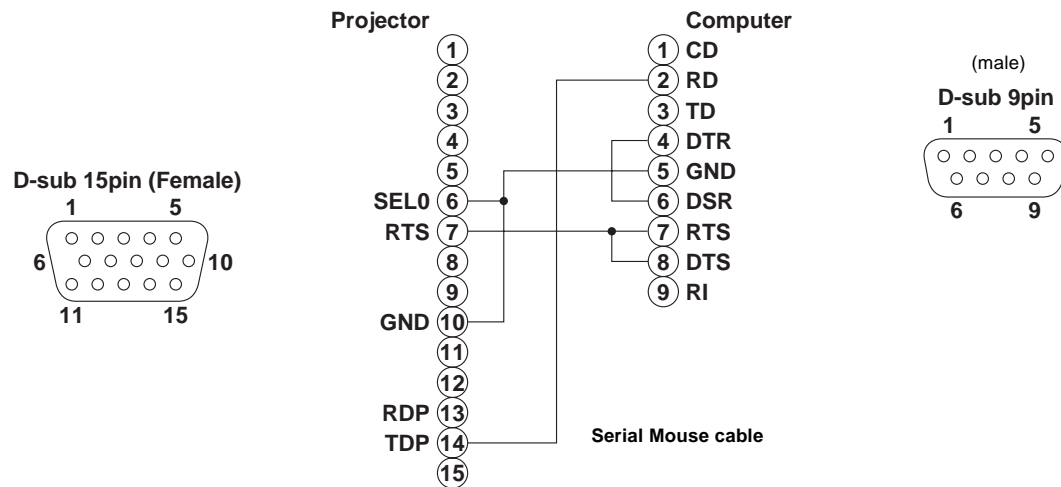 Projector
Computer
1
1 CD
2
2 RD
3
3 TD
4
4 DTR
5
5 GND
SEL0 6
6 DSR
RTS 7
7 RTS
8
8 DTS
9
9 RI
GND 10
11
12
RDP 13
TDP 14
15
Serial Mouse cable
D-sub 15pin (Female)
1 5
6 10
11 15
(male)
D-sub 9pin
1 5
6 9